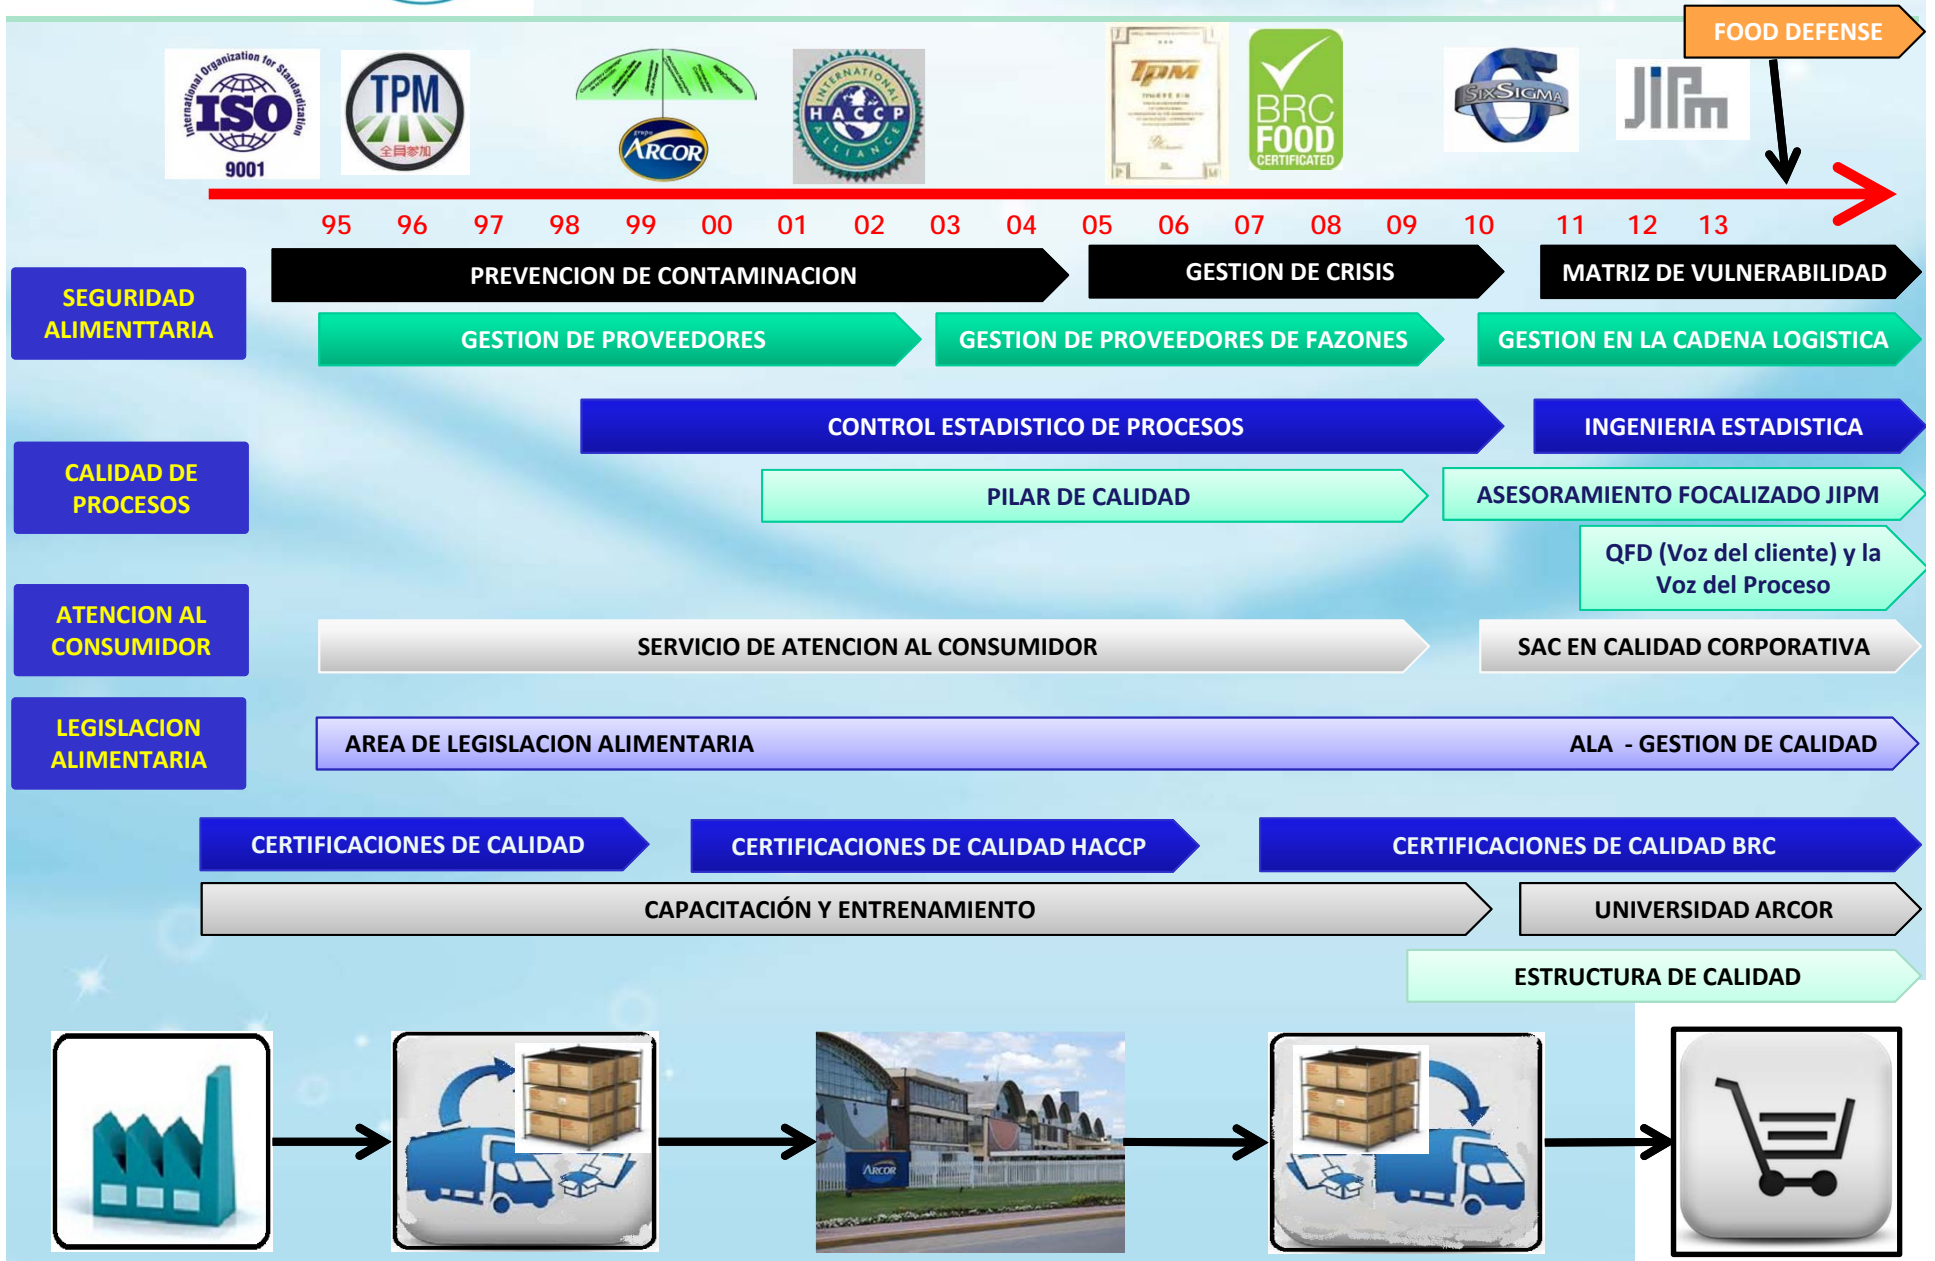 FOOD DEFENSE
International Organization for Standardization
ISO
9001
TPM
全員参加
grupo
ARCOR
INTERNATIONAL
HACCP
ALLIANCE
TPM
BRC
FOOD
CERTIFICATED
SIXSIGMA
JIPm
95 96 97 98 99 00 01 02 03 04 05 06 07 08 09 10 11 12 13
SEGURIDAD
ALIMENTTARIA
PREVENCION DE CONTAMINACION
GESTION DE CRISIS
MATRIZ DE VULNERABILIDAD
GESTION DE PROVEEDORES
GESTION DE PROVEEDORES DE FAZONES
GESTION EN LA CADENA LOGISTICA
CALIDAD DE
PROCESOS
CONTROL ESTADISTICO DE PROCESOS
INGENIERIA ESTADISTICA
PILAR DE CALIDAD
ASESORAMIENTO FOCALIZADO JIPM
QFD (Voz del cliente) y la
Voz del Proceso
ATENCION AL
CONSUMIDOR
SERVICIO DE ATENCION AL CONSUMIDOR
SAC EN CALIDAD CORPORATIVA
LEGISLACION
ALIMENTARIA
AREA DE LEGISLACION ALIMENTARIA
ALA - GESTION DE CALIDAD
CERTIFICACIONES DE CALIDAD
CERTIFICACIONES DE CALIDAD HACCP
CERTIFICACIONES DE CALIDAD BRC
CAPACITACIÓN Y ENTRENAMIENTO
UNIVERSIDAD ARCOR
ESTRUCTURA DE CALIDAD
ARCOR